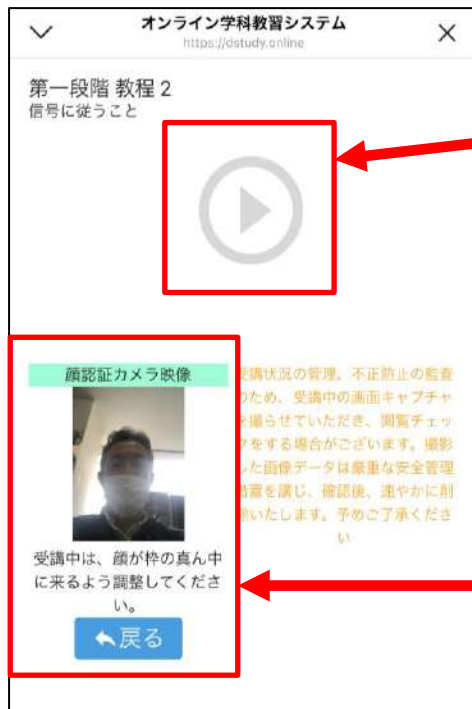 オンライン学科教習システム
https://dstudy.online
第一段階 教程 2
信号に従うこと
顔認証カメラ映像
受講中は、顔が枠の真ん中
に来るよう調整してくださ
い。
戻る
受講状況の管理、不正防止の監査
のため、受講中の画面キャプチャ
を撮らせていただき、閲覧チェッ
クをする場合がございます。撮影
した画像データは厳重な安全管理
措置を講じ、確認後、速やかに削
除いたします。予めご了承くださ
い